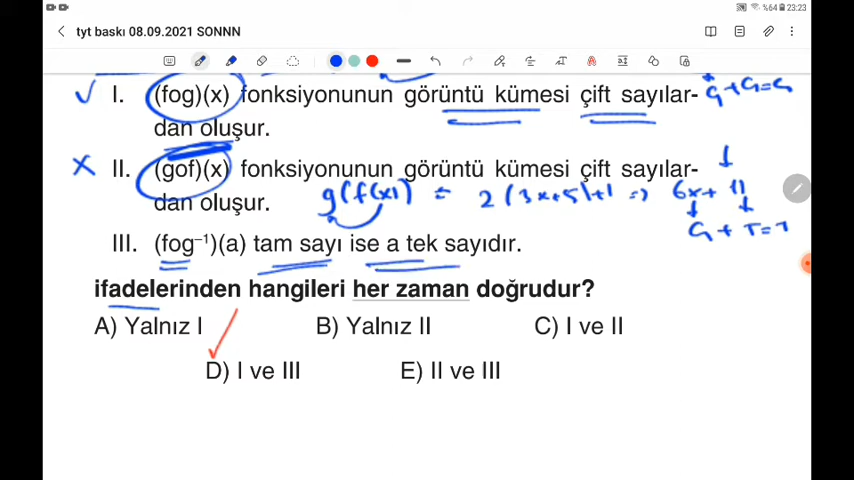 %64 23:23
tyt baskı 08.09.2021 SONNN
I. (fog)(x) fonksiyonunun görüntü kümesi çift sayılar-
Ç+Ç=Ç
dan oluşur.
II. (gof)(x) fonksiyonunun görüntü kümesi çift sayılar-
g(f(x)) = 2(3x+5)+1 => 6x+11
dan oluşur.
Ç + T = T
III. (fog⁻¹)(a) tam sayı ise a tek sayıdır.
ifadelerinden hangileri her zaman doğrudur?
A) Yalnız I B) Yalnız II C) I ve II
D) I ve III E) II ve III